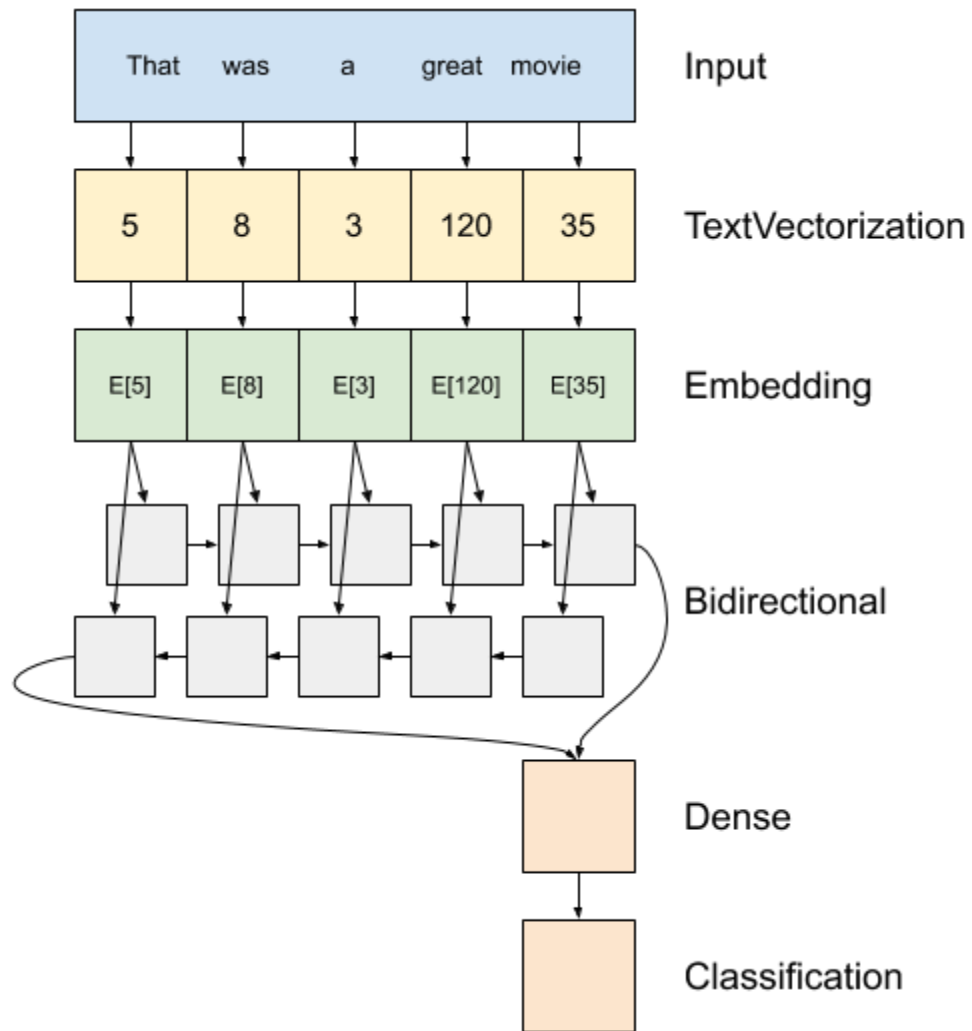 That was a great movie
Input
5 8 3 120 35
TextVectorization
E[5] E[8] E[3] E[120] E[35]
Embedding
Bidirectional
Dense
Classification